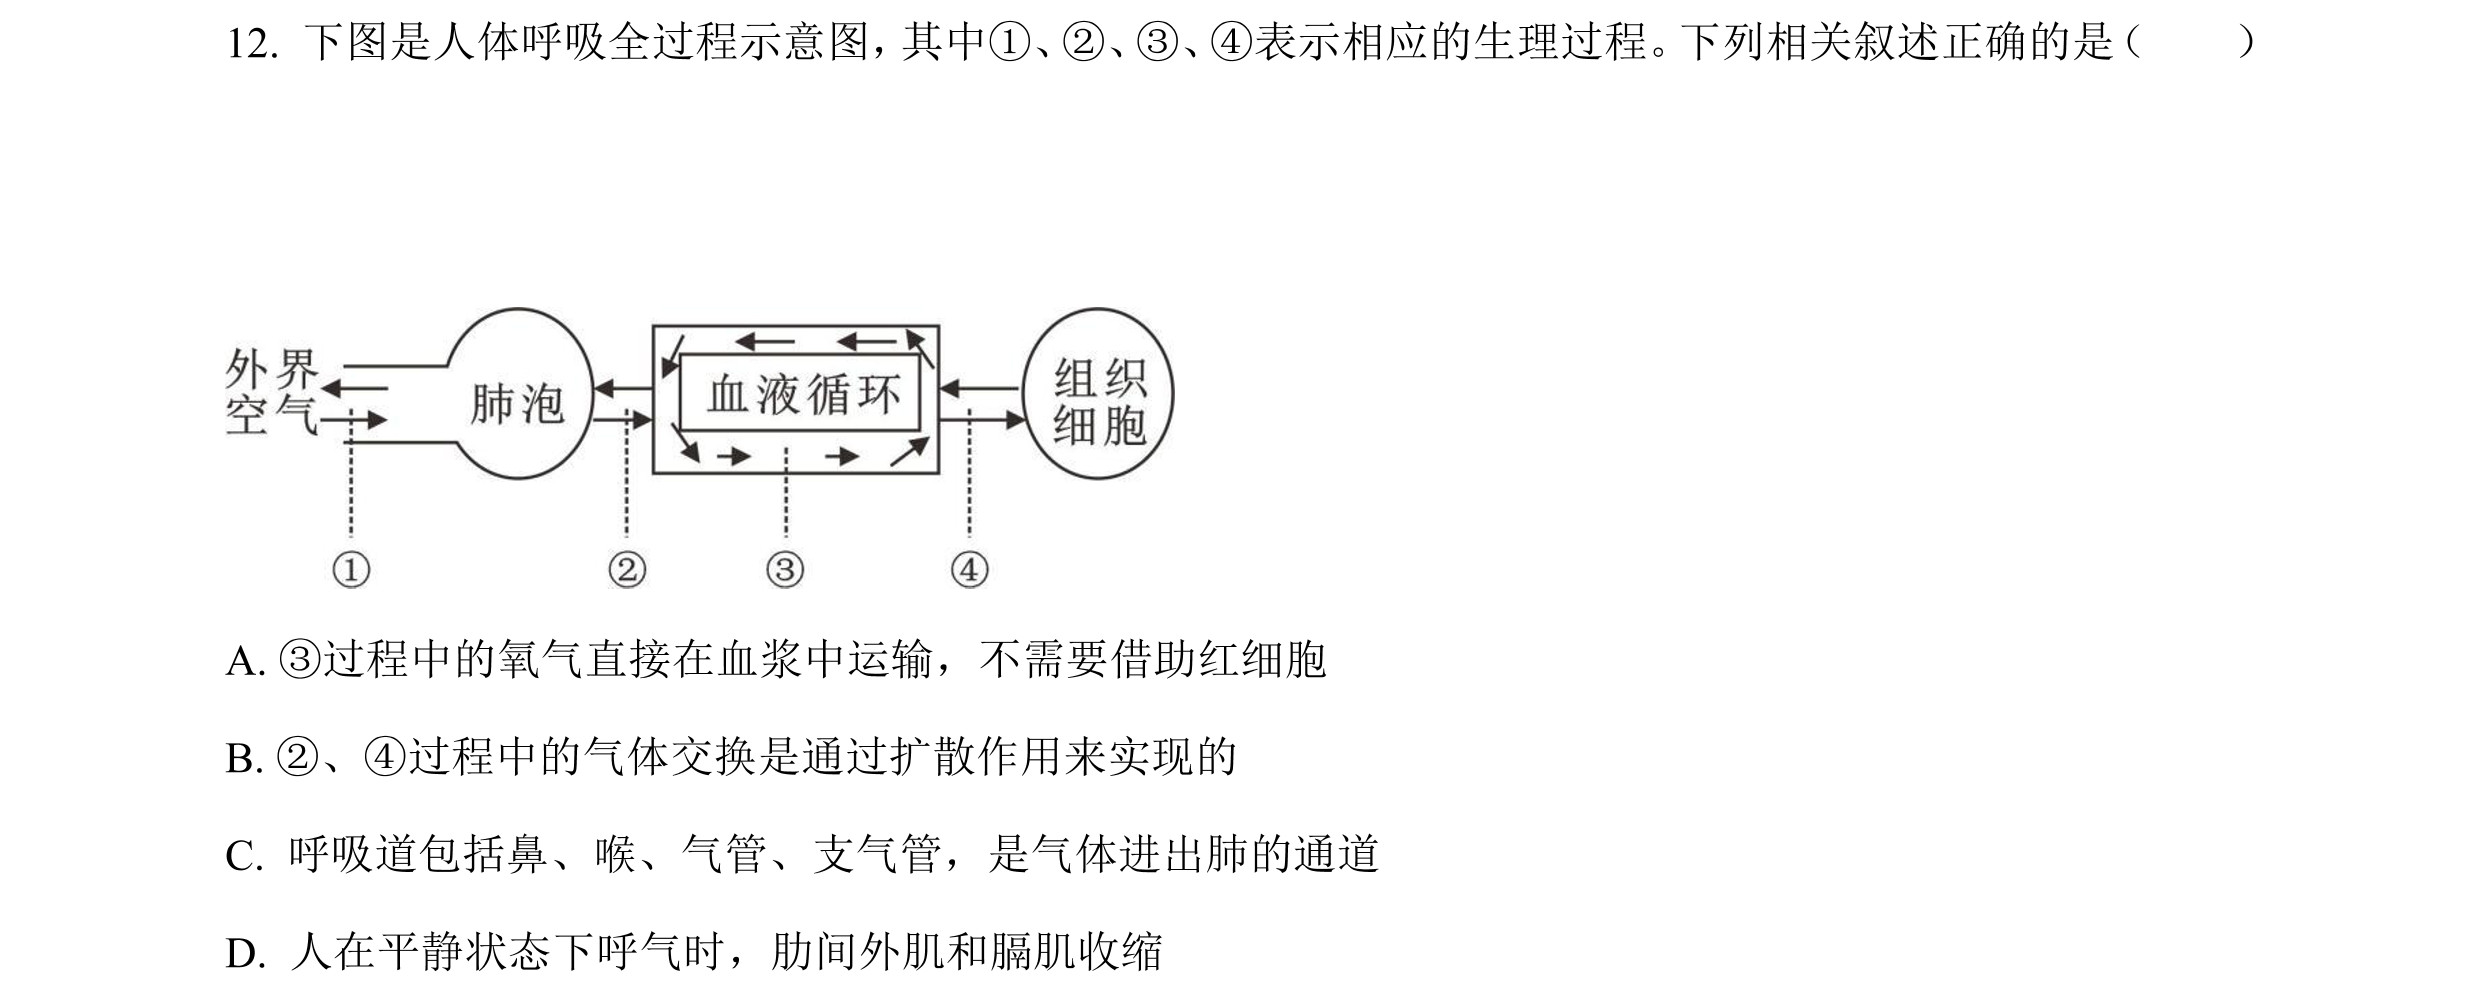 12. 下图是人体呼吸全过程示意图，其中①、②、③、④表示相应的生理过程。下列相关叙述正确的是（　　）
外界
空气
肺泡
血液循环
组织
细胞
① ② ③ ④
A. ③过程中的氧气直接在血浆中运输，不需要借助红细胞
B. ②、④过程中的气体交换是通过扩散作用来实现的
C. 呼吸道包括鼻、喉、气管、支气管，是气体进出肺的通道
D. 人在平静状态下呼气时，肋间外肌和膈肌收缩